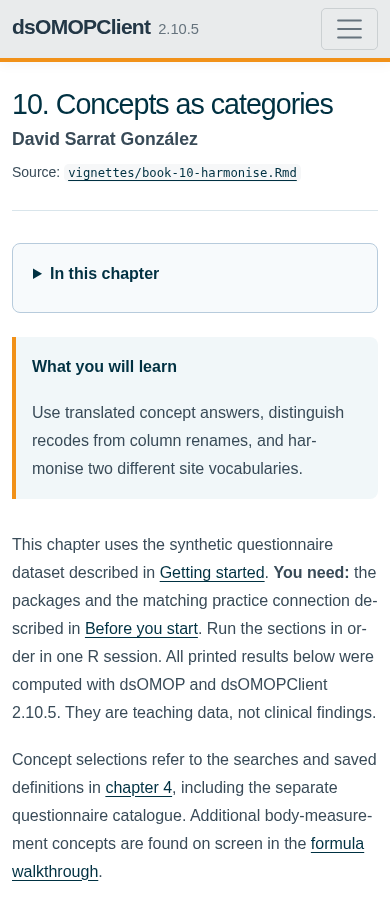 dsOMOPClient 2.10.5
10. Concepts as categories
David Sarrat González
Source: vignettes/book-10-harmonise.Rmd
In this chapter
What you will learn
Use translated concept answers, distinguish
recodes from column renames, and har-
monise two different site vocabularies.
This chapter uses the synthetic questionnaire
dataset described in Getting started. You need: the
packages and the matching practice connection de-
scribed in Before you start. Run the sections in or-
der in one R session. All printed results below were
computed with dsOMOP and dsOMOPClient
2.10.5. They are teaching data, not clinical findings.
Concept selections refer to the searches and saved
definitions in chapter 4, including the separate
questionnaire catalogue. Additional body-measure-
ment concepts are found on screen in the formula
walkthrough.